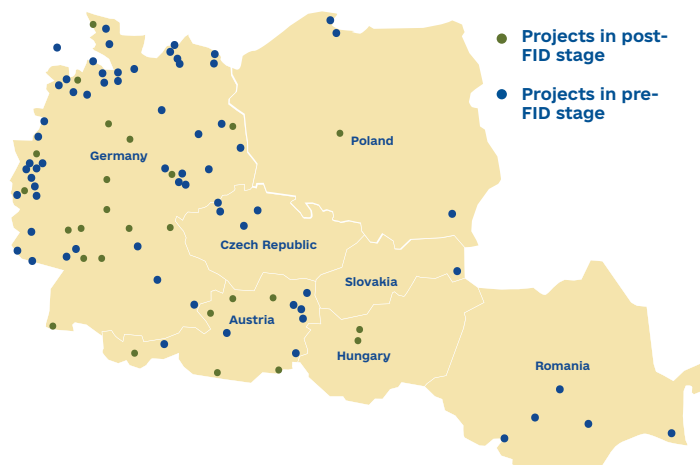 Projects in post-
FID stage
Projects in pre-
FID stage
Poland
Germany
Czech Republic
Slovakia
Austria
Hungary
Romania